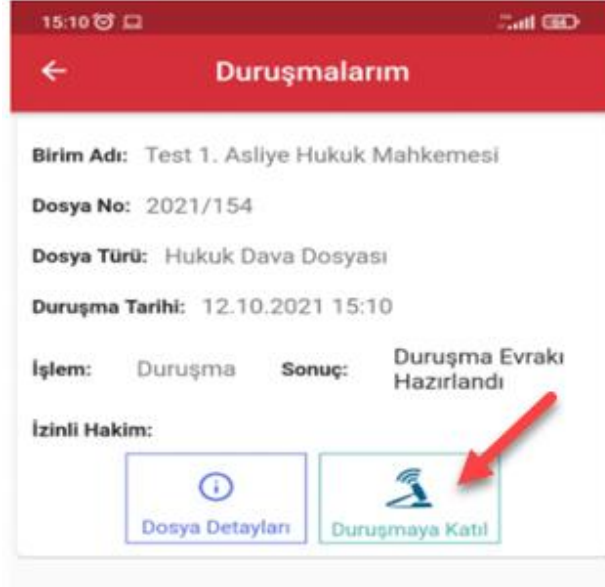 15:10
Duruşmalarım
Birim Adı: Test 1. Asliye Hukuk Mahkemesi
Dosya No: 2021/154
Dosya Türü: Hukuk Dava Dosyası
Duruşma Tarihi: 12.10.2021 15:10
İşlem: Duruşma Sonuç: Duruşma Evrakı
Hazırlandı
İzinli Hakim:
Dosya Detayları Duruşmaya Katıl